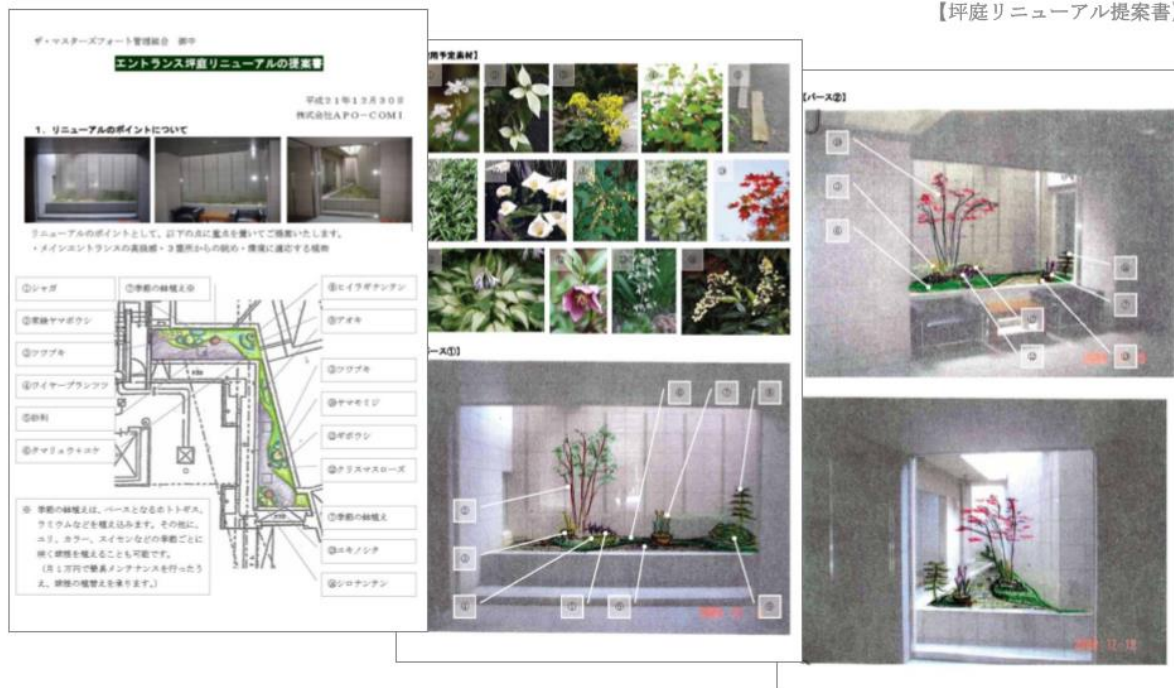 【坪庭リニューアル提案書】
ザ・マスターズフォート管理組合 御中
エントランス坪庭リニューアルの提案書
平成21年12月30日
株式会社APO-COMI
1. リニューアルのポイントについて
リニューアルのポイントとして、以下の点に重点を置いてご提案いたします。
・メインエントランスの高級感・3箇所からの眺め・環境に適応する植物
①シャガ
⑦季節の鉢植え※
②常緑ヤマボウシ
③ツワブキ
④ワイヤープランツ
⑤砂利
⑥タマリュウ+コケ
⑧ヒイラギナンテン
⑨アオキ
③ツワブキ
⑩ヤマモミジ
⑪ギボウシ
⑫クリスマスローズ
⑦季節の鉢植え
⑬ユキノシタ
⑭シロナンテン
※ 季節の鉢植えは、ベースとなるホトトギス、
ラミウムなどを植え込みます。その他に、
ユリ、カラー、スイセンなどの季節ごとに
咲く球根を植えることも可能です。
(月1万円で簡易メンテナンスを行ったう
え、球根の植替えを承ります。)
用予定素材】
ース①】
【パース②】